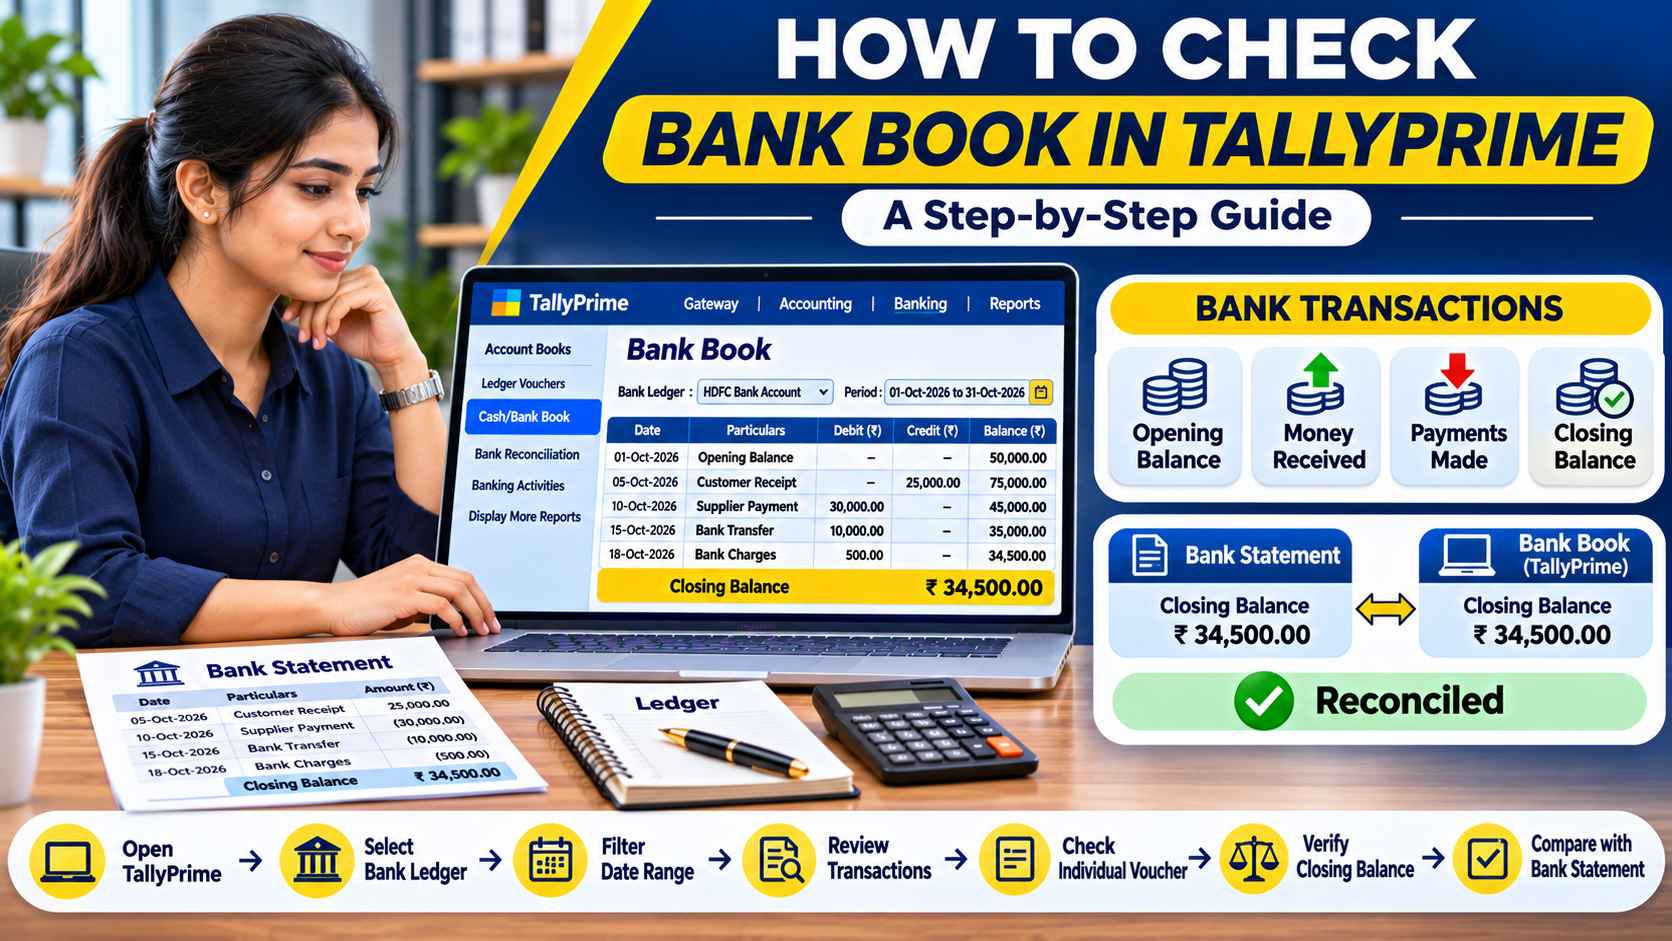 HOW TO CHECK
BANK BOOK IN TALLYPRIME
A Step-by-Step Guide
TallyPrime
Gateway | Accounting | Banking | Reports
Account Books
Ledger Vouchers
Cash/Bank Book
Bank Reconciliation
Banking Activities
Display More Reports
Bank Book
Bank Ledger : HDFC Bank Account Period : 01-Oct-2026 to 31-Oct-2026
Date Particulars Debit (₹) Credit (₹) Balance (₹)
01-Oct-2026 Opening Balance – – 50,000.00
05-Oct-2026 Customer Receipt – 25,000.00 75,000.00
10-Oct-2026 Supplier Payment 30,000.00 – 45,000.00
15-Oct-2026 Bank Transfer 10,000.00 – 35,000.00
18-Oct-2026 Bank Charges 500.00 – 34,500.00
Closing Balance ₹ 34,500.00
BANK TRANSACTIONS
Opening
Balance
Money
Received
Payments
Made
Closing
Balance
Bank Statement
Closing Balance
₹ 34,500.00
Bank Book
(TallyPrime)
Closing Balance
₹ 34,500.00
Reconciled
Bank Statement
Date Particulars Amount (₹)
05-Oct-2026 Customer Receipt 25,000.00
10-Oct-2026 Supplier Payment (30,000.00)
15-Oct-2026 Bank Transfer (10,000.00)
18-Oct-2026 Bank Charges (500.00)
Closing Balance ₹ 34,500.00
Ledger
Open
TallyPrime
Select
Bank Ledger
Filter
Date Range
Review
Transactions
Check
Individual Voucher
Verify
Closing Balance
Compare with
Bank Statement